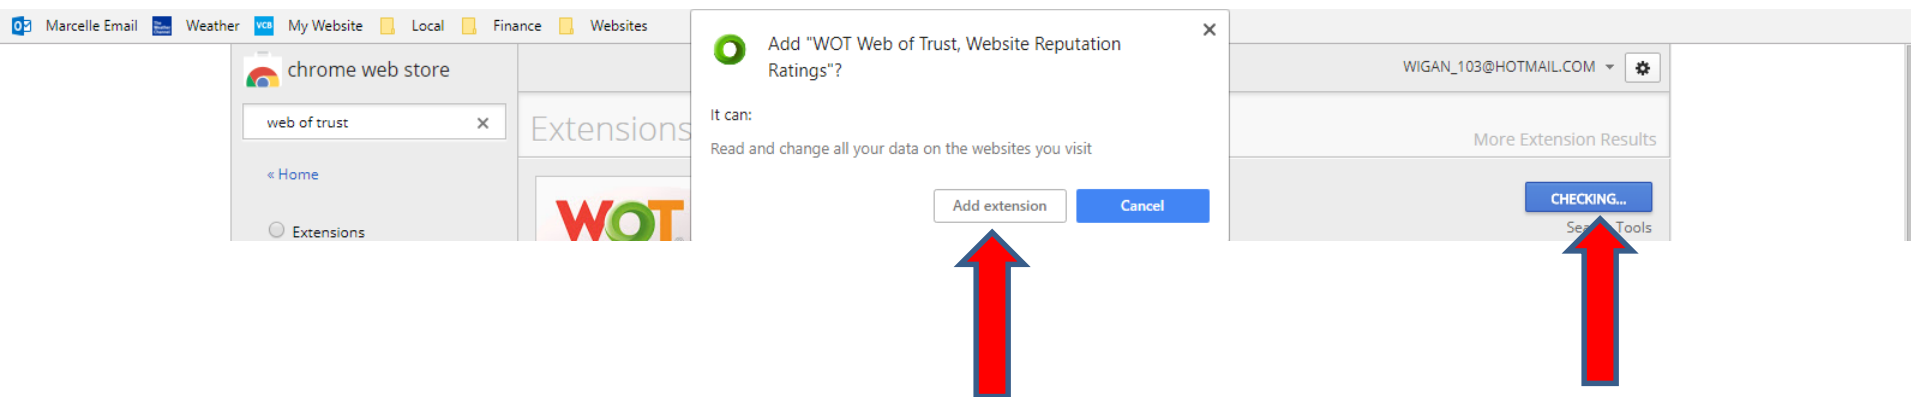 Marcelle Email Weather VCB My Website Local Finance Websites
chrome web store
web of trust
« Home
Extensions
Extensions
WOT
Add "WOT Web of Trust, Website Reputation
Ratings"?
It can:
Read and change all your data on the websites you visit
Add extension Cancel
WIGAN_103@HOTMAIL.COM
More Extension Results
CHECKING...
Tools